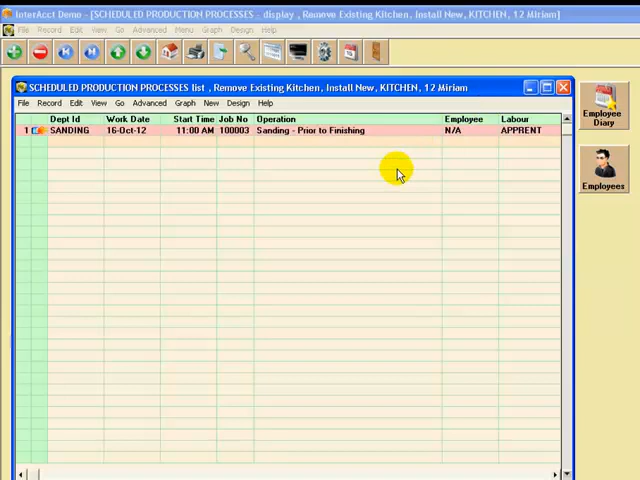 InterAcct Demo - [SCHEDULED PRODUCTION PROCESSES - display , Remove Existing Kitchen, Install New, KITCHEN, 12 Miriam]
File Record Edit View Go Advanced Menu Graph Design Help
SCHEDULED PRODUCTION PROCESSES list , Remove Existing Kitchen, Install New, KITCHEN, 12 Miriam
File Record Edit View Go Advanced Graph New Design Help
Dept Id Work Date Start Time Job No Operation Employee Labour
1 SANDING 16-Oct-12 11:00 AM 100003 Sanding - Prior to Finishing N/A APPRENT
Employee
Diary
Employees